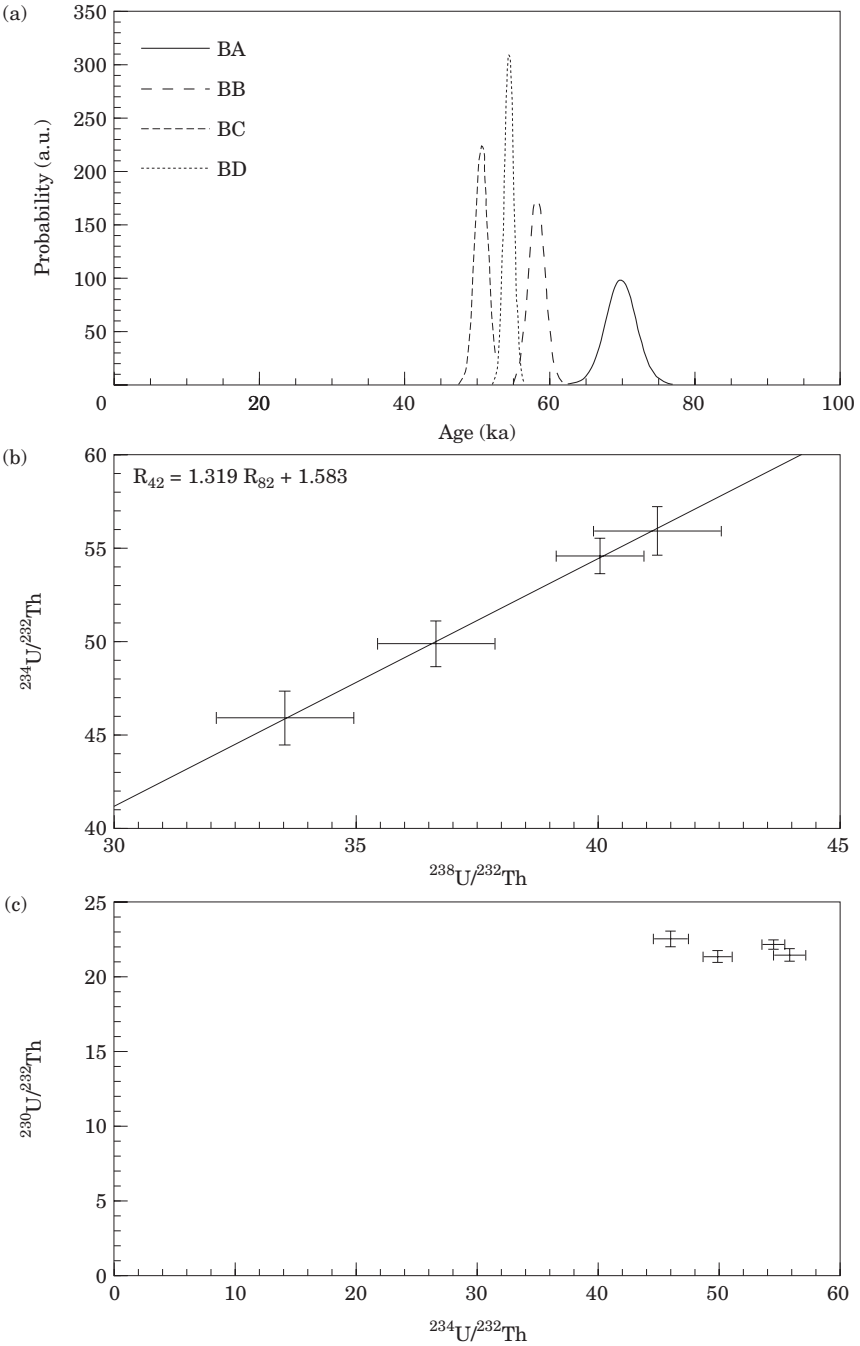 (a)
350
300
250
200
150
100
50
0
Probability (a.u.)
BA
BB
BC
BD
20 40 60 80 100
Age (ka)
(b)
60
55
50
45
40
R₄₂ = 1.319 R₈₂ + 1.583
²³⁴U/²³²Th
30 35 40 45
²³⁸U/²³²Th
(c)
25
20
15
10
5
0
²³⁰U/²³²Th
0 10 20 30 40 50 60
²³⁴U/²³²Th